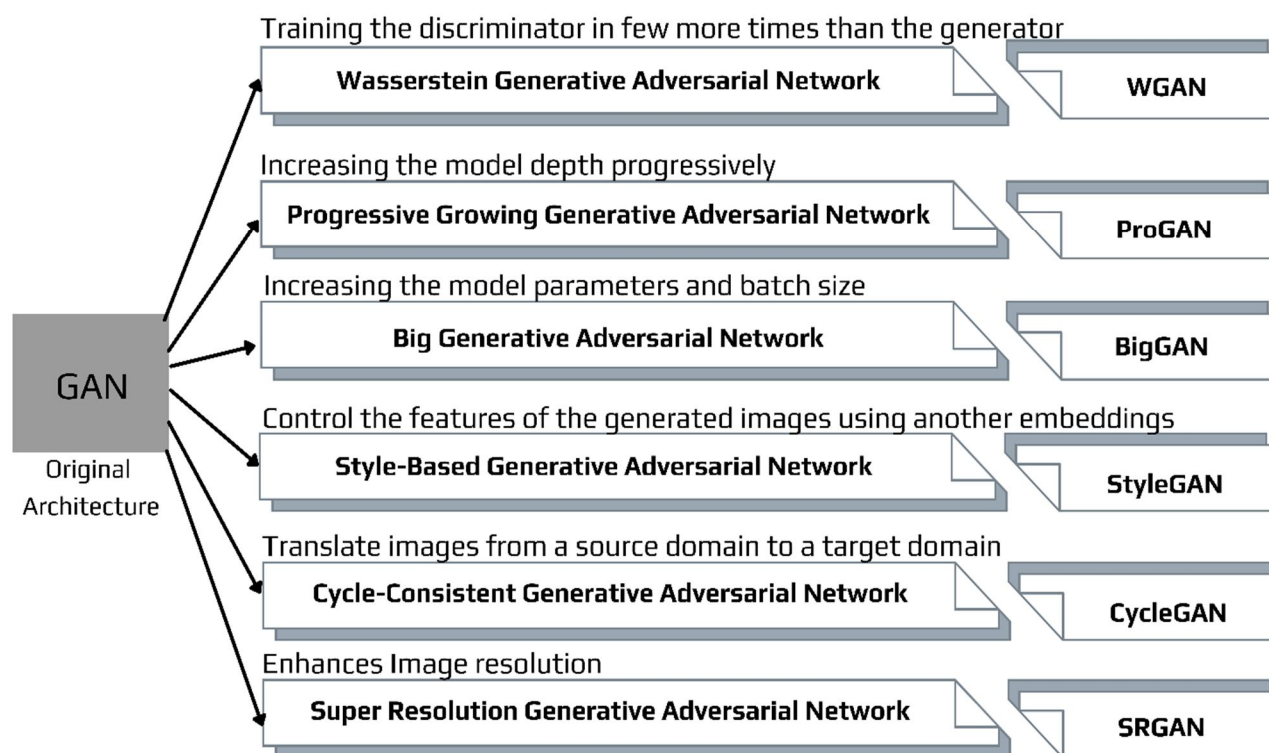 Training the discriminator in few more times than the generator
Wasserstein Generative Adversarial Network
WGAN
Increasing the model depth progressively
Progressive Growing Generative Adversarial Network
ProGAN
Increasing the model parameters and batch size
Big Generative Adversarial Network
BigGAN
GAN
Original
Architecture
Control the features of the generated images using another embeddings
Style-Based Generative Adversarial Network
StyleGAN
Translate images from a source domain to a target domain
Cycle-Consistent Generative Adversarial Network
CycleGAN
Enhances Image resolution
Super Resolution Generative Adversarial Network
SRGAN